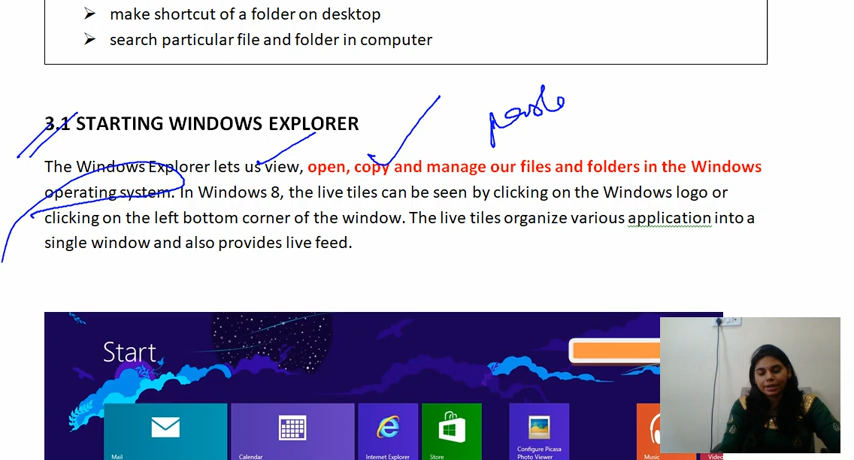 make shortcut of a folder on desktop
search particular file and folder in computer
3.1 STARTING WINDOWS EXPLORER
paste
The Windows Explorer lets us view, open, copy and manage our files and folders in the Windows
operating system. In Windows 8, the live tiles can be seen by clicking on the Windows logo or
clicking on the left bottom corner of the window. The live tiles organize various application into a
single window and also provides live feed.
Start
Mail
Calendar
Internet Explorer
Store
Configure Picasa
Photo Viewer
Music
Video